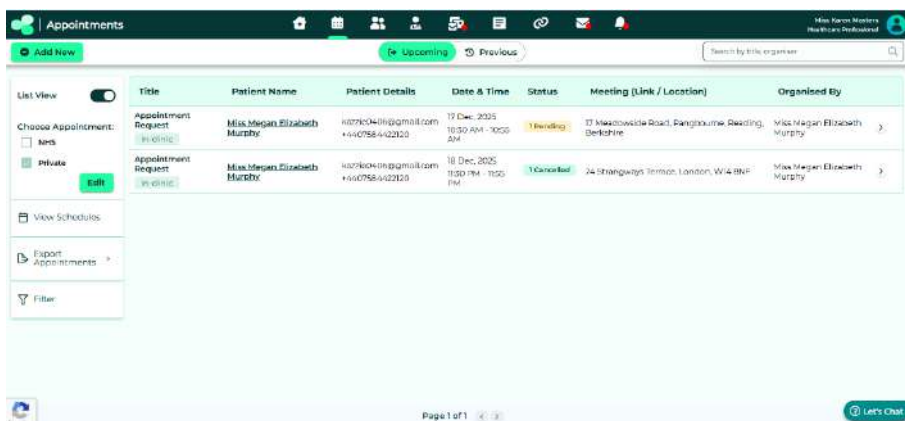 Appointments
Miss Karen Masters
Healthcare Professional
Add New
Upcoming
Previous
Search by title, organiser
List View
Choose Appointment:
NHS
Private
Edit
View Schedules
Export
Appointments
Filter
Title Patient Name Patient Details Date & Time Status Meeting (Link / Location) Organised By
Appointment
Request
in-clinic
Miss Megan Elizabeth
Murphy
+447584422120
17 Dec, 2025
10:30 AM - 10:55
AM
1 Pending
17 Meadowside Road, Pangbourne, Reading,
Berkshire
Miss Megan Elizabeth
Murphy
Appointment
Request
in-clinic
Miss Megan Elizabeth
Murphy
18 Dec, 2025
11:30 PM - 11:55
PM
1 Cancelled
24 Strangways Terrace, London, W14 8NF
Miss Megan Elizabeth
Murphy
Page 1 of 1
Let's Chat